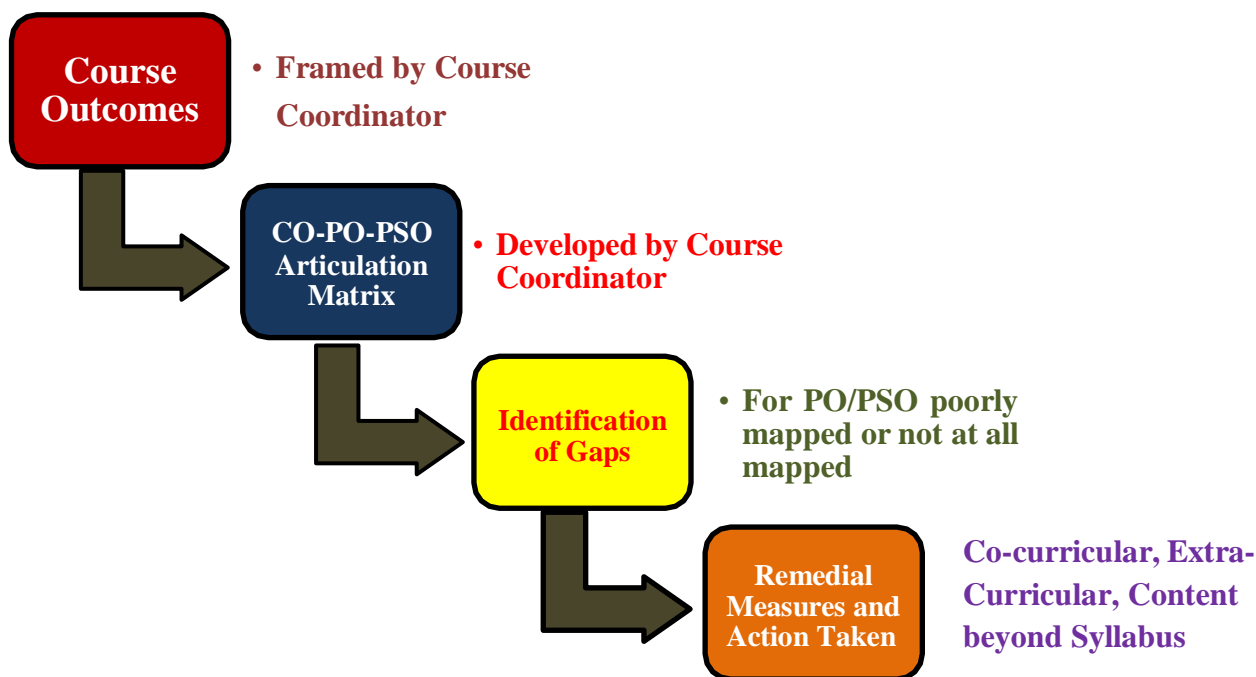 Course
Outcomes
• Framed by Course
Coordinator
CO-PO-PSO
Articulation
Matrix
• Developed by Course
Coordinator
Identification
of Gaps
• For PO/PSO poorly
mapped or not at all
mapped
Remedial
Measures and
Action Taken
Co-curricular, Extra-
Curricular, Content
beyond Syllabus